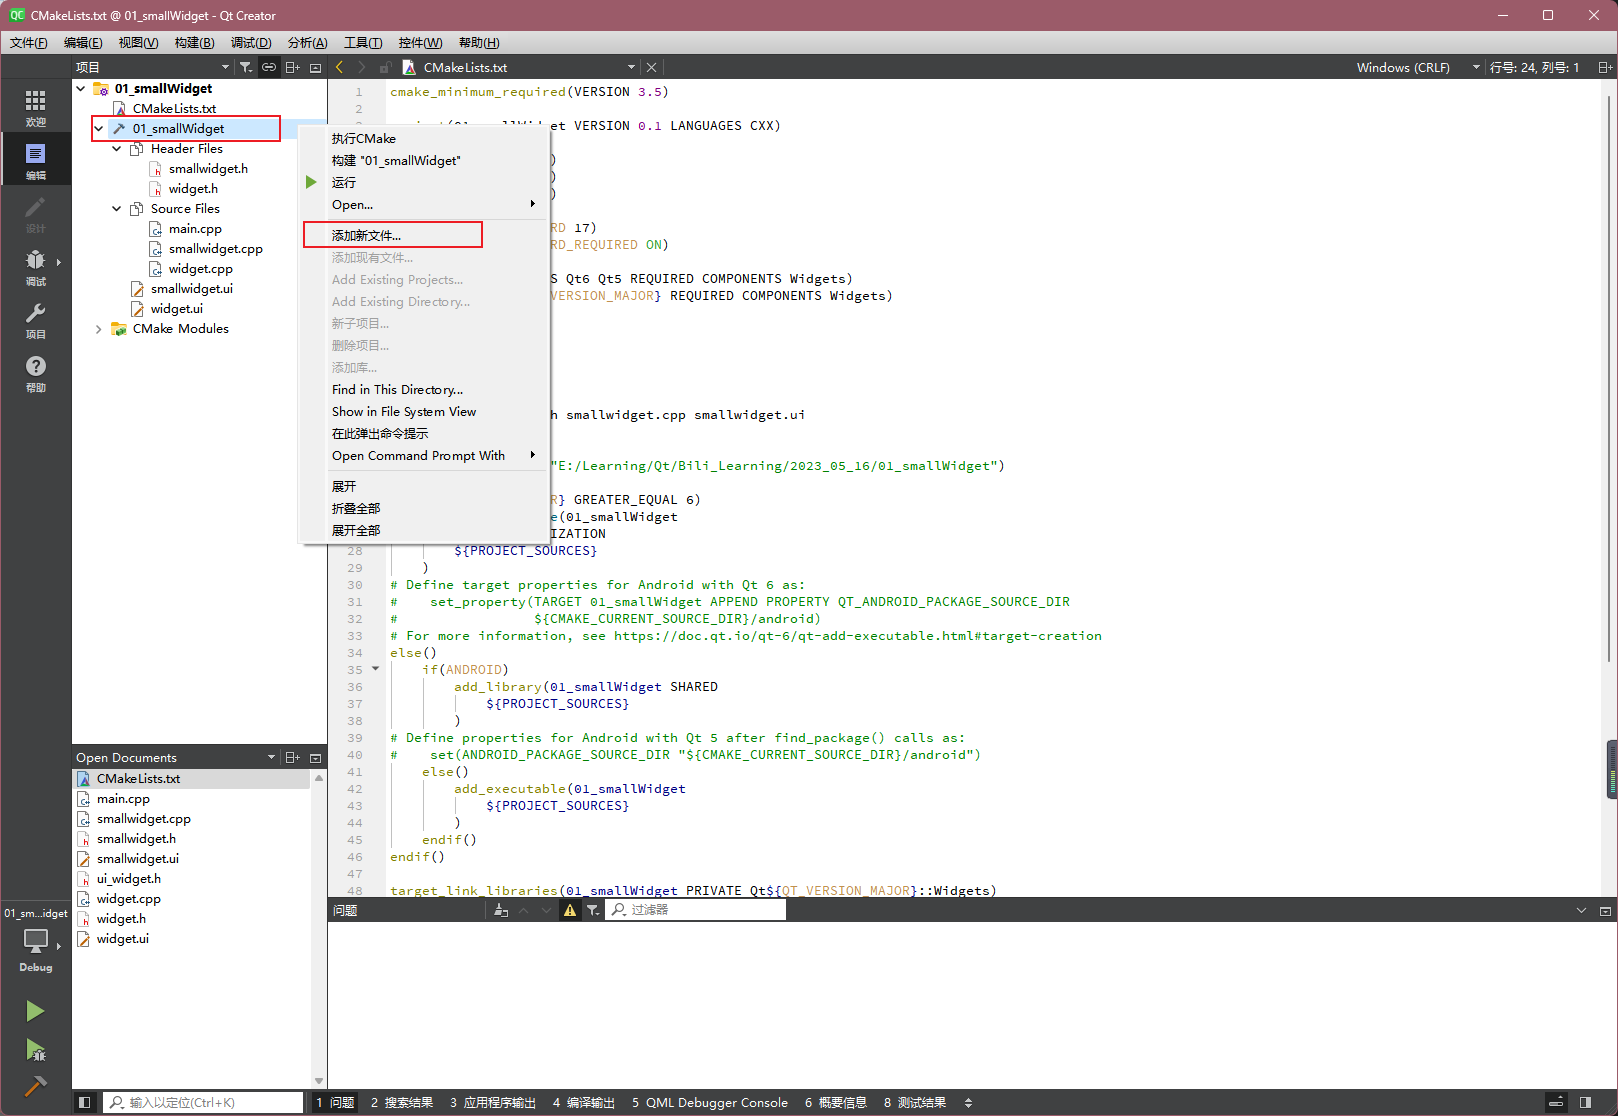 CMakeLists.txt @ 01_smallWidget - Qt Creator
文件(F) 编辑(E) 视图(V) 构建(B) 调试(D) 分析(A) 工具(T) 控件(W) 帮助(H)
项目
CMakeLists.txt
Windows (CRLF)
行号: 24, 列号: 1
欢迎
编辑
设计
调试
项目
帮助
01_smallWidget
CMakeLists.txt
01_smallWidget
Header Files
smallwidget.h
widget.h
Source Files
main.cpp
smallwidget.cpp
widget.cpp
smallwidget.ui
widget.ui
CMake Modules
执行CMake
构建 "01_smallWidget"
运行
Open...
添加新文件...
添加现有文件...
Add Existing Projects...
Add Existing Directory...
新子项目...
删除项目...
添加库...
Find in This Directory...
Show in File System View
在此弹出命令提示
Open Command Prompt With
展开
折叠全部
展开全部
1 cmake_minimum_required(VERSION 3.5)
2
et VERSION 0.1 LANGUAGES CXX)
)
)
)
RD 17)
RD_REQUIRED ON)
S Qt6 Qt5 REQUIRED COMPONENTS Widgets)
VERSION_MAJOR} REQUIRED COMPONENTS Widgets)
h smallwidget.cpp smallwidget.ui
"E:/Learning/Qt/Bili_Learning/2023_05_16/01_smallWidget")
R} GREATER_EQUAL 6)
e(01_smallWidget
IZATION
28 ${PROJECT_SOURCES}
29 )
30 # Define target properties for Android with Qt 6 as:
31 # set_property(TARGET 01_smallWidget APPEND PROPERTY QT_ANDROID_PACKAGE_SOURCE_DIR
32 # ${CMAKE_CURRENT_SOURCE_DIR}/android)
33 # For more information, see https://doc.qt.io/qt-6/qt-add-executable.html#target-creation
34 else()
35 if(ANDROID)
36 add_library(01_smallWidget SHARED
37 ${PROJECT_SOURCES}
38 )
39 # Define properties for Android with Qt 5 after find_package() calls as:
40 # set(ANDROID_PACKAGE_SOURCE_DIR "${CMAKE_CURRENT_SOURCE_DIR}/android")
41 else()
42 add_executable(01_smallWidget
43 ${PROJECT_SOURCES}
44 )
45 endif()
46 endif()
47
48 target_link_libraries(01_smallWidget PRIVATE Qt${QT_VERSION_MAJOR}::Widgets)
Open Documents
CMakeLists.txt
main.cpp
smallwidget.cpp
smallwidget.h
smallwidget.ui
ui_widget.h
widget.cpp
widget.h
widget.ui
01_sm...idget
Debug
问题
过滤器
输入以定位(Ctrl+K)
1 问题 2 搜索结果 3 应用程序输出 4 编译输出 5 QML Debugger Console 6 概要信息 8 测试结果